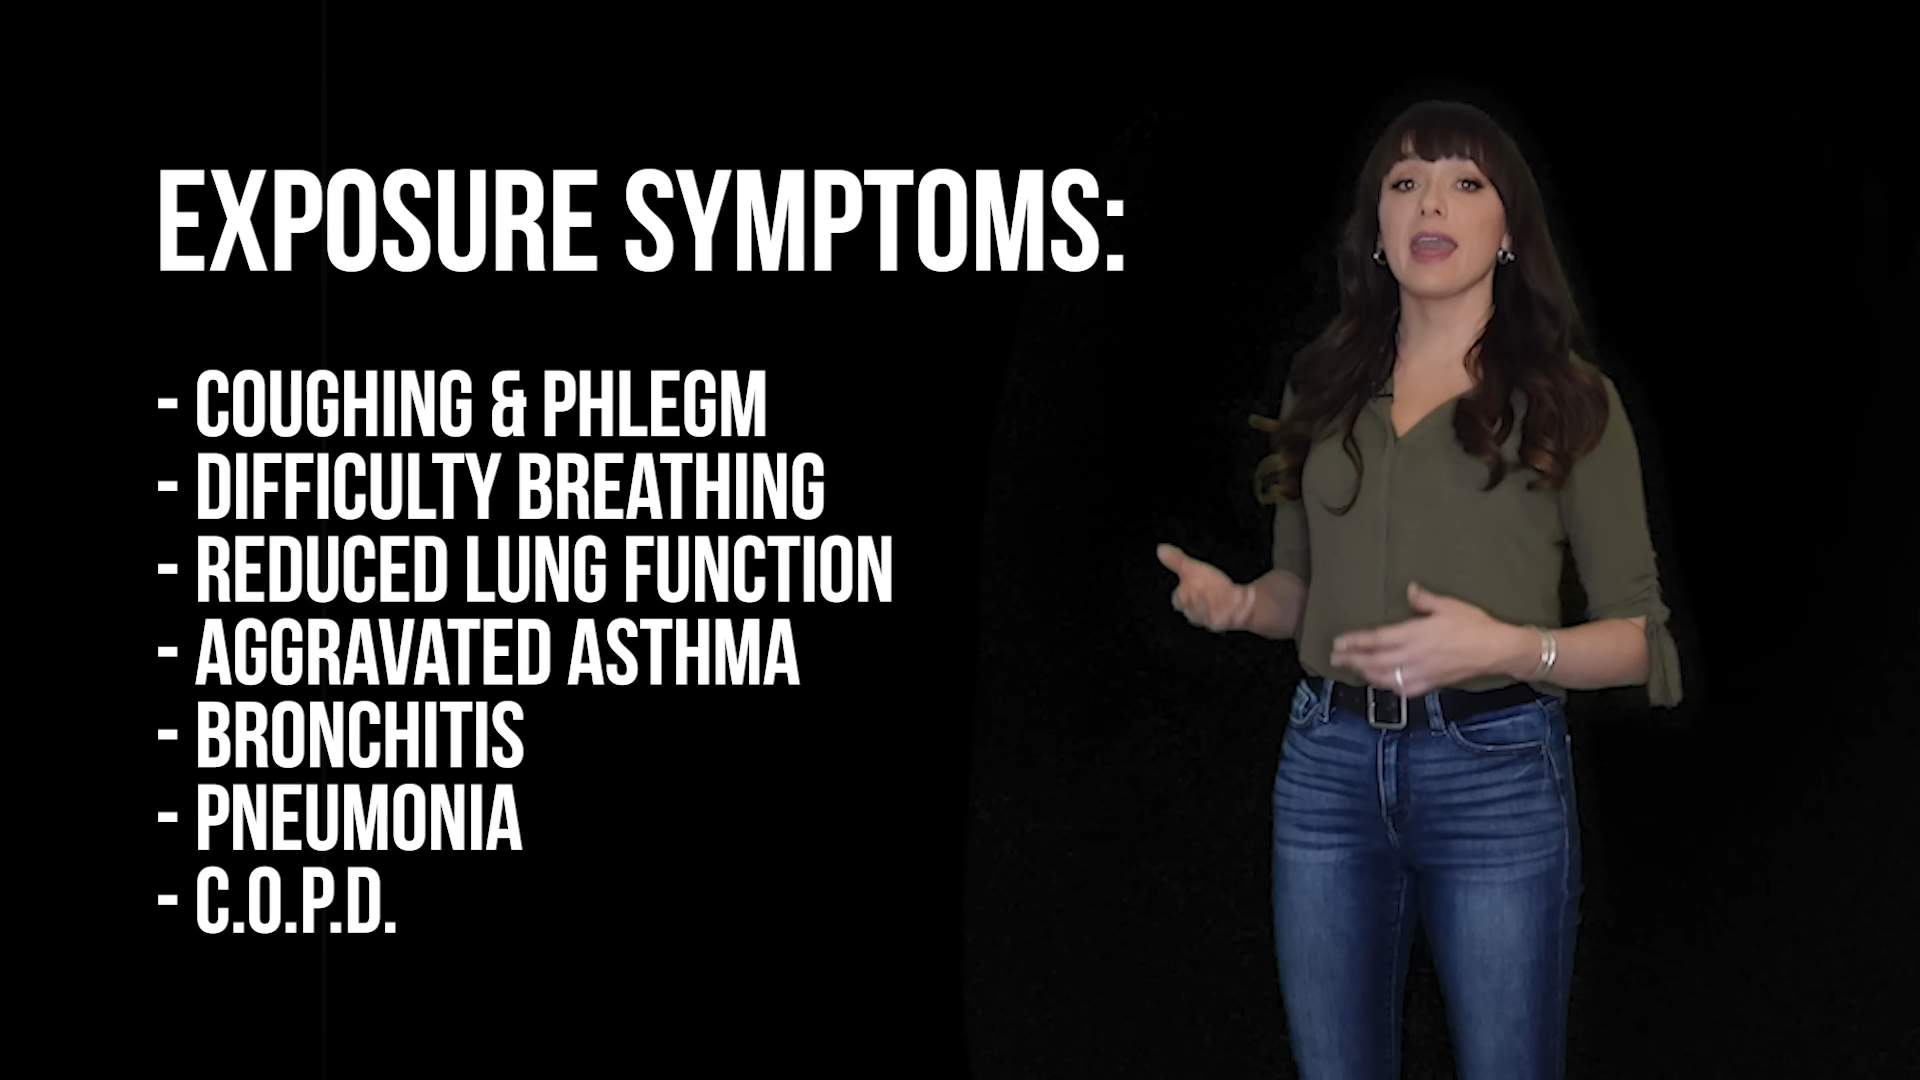 EXPOSURE SYMPTOMS:
- COUGHING & PHLEGM
- DIFFICULTY BREATHING
- REDUCED LUNG FUNCTION
- AGGRAVATED ASTHMA
- BRONCHITIS
- PNEUMONIA
- C.O.P.D.